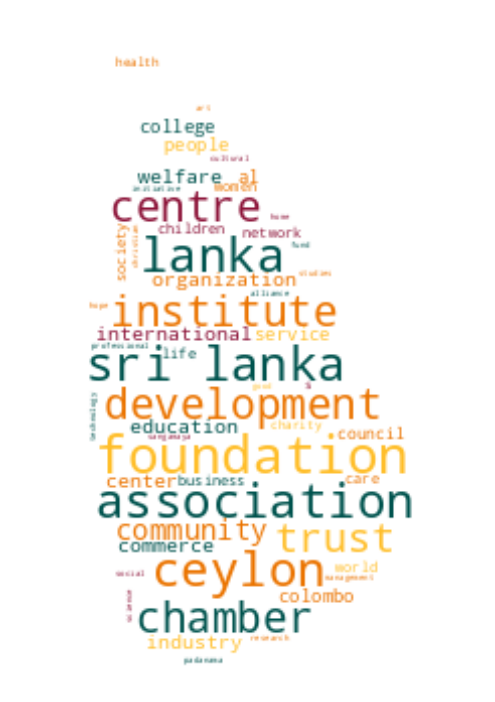 health
art
college
people
cultural
welfare al
initiative women
centre
home
society christian children network
lanka fund
organization studies
alliance
hope institute
international service
professional
sri lanka
life
good s
technology development
education charity
sangamaya council
foundation
center business care
association
community trust
commerce
ceylon world
social management
science colombo
chamber
industry research
padanama